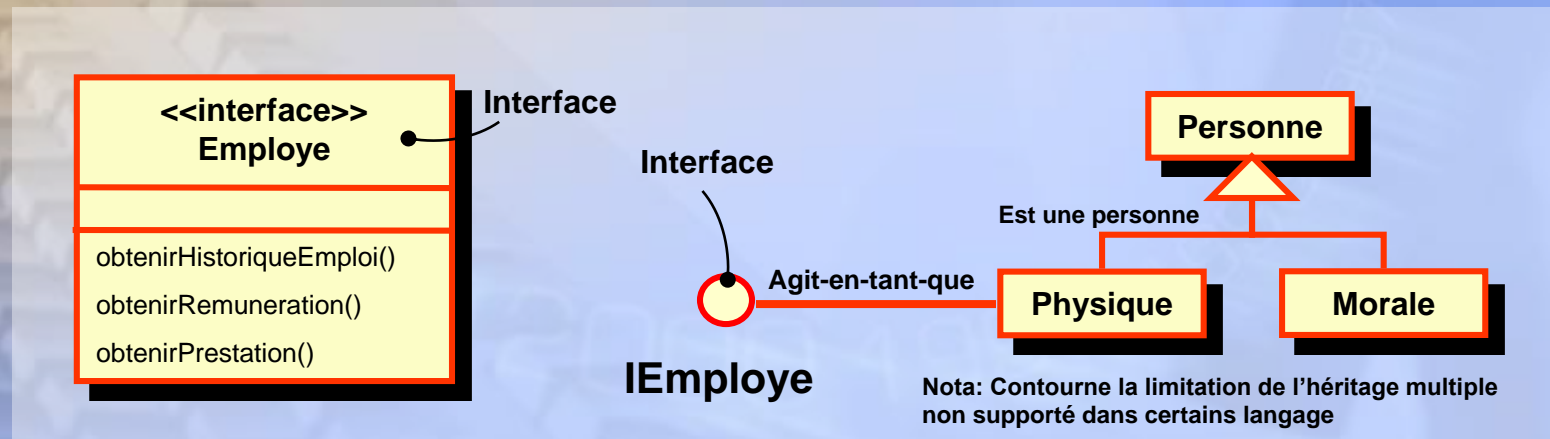 <<interface>>
Employe
Interface
obtenirHistoriqueEmploi()
obtenirRemuneration()
obtenirPrestation()
Interface
IEmploye
Agit-en-tant-que
Personne
Est une personne
Physique
Morale
Nota: Contourne la limitation de l’héritage multiple
non supporté dans certains langage